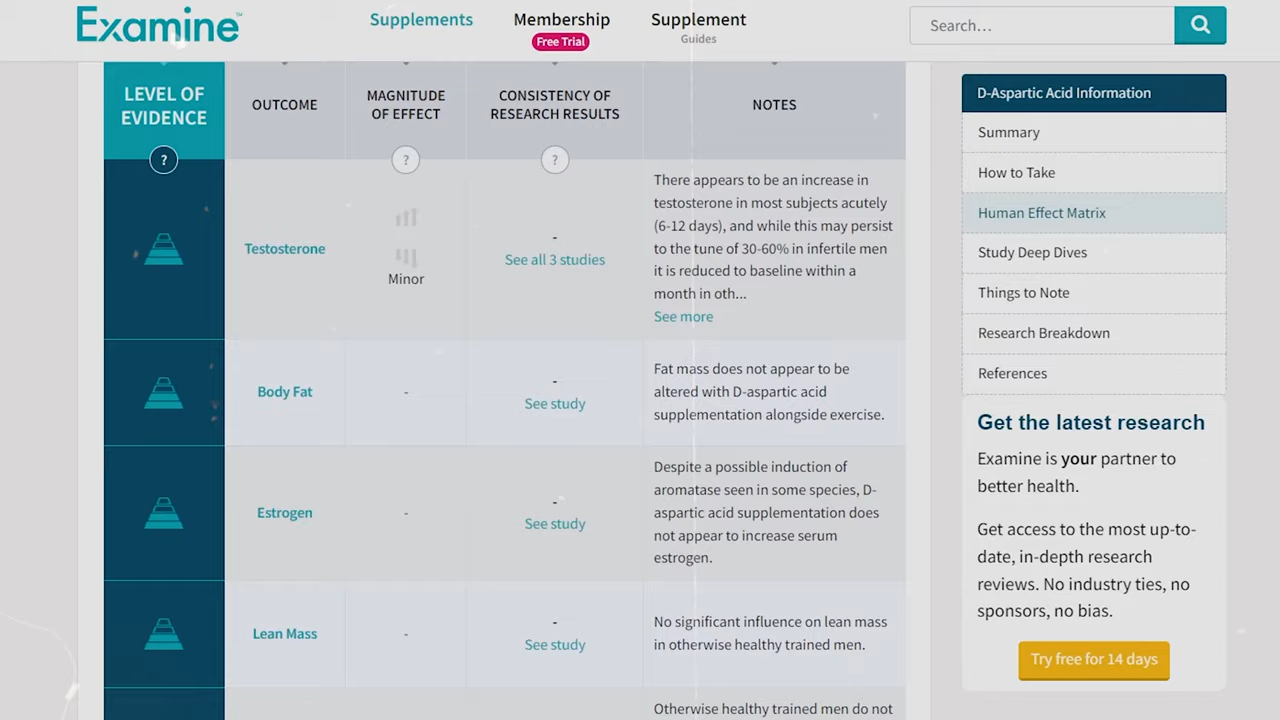 Examine™
Supplements
Membership
Free Trial
Supplement
Guides
Search...
LEVEL OF
EVIDENCE
?
OUTCOME
MAGNITUDE
OF EFFECT
?
CONSISTENCY OF
RESEARCH RESULTS
?
NOTES
Testosterone
Minor
-
See all 3 studies
There appears to be an increase in
testosterone in most subjects acutely
(6-12 days), and while this may persist
to the tune of 30-60% in infertile men
it is reduced to baseline within a
month in oth...
See more
Body Fat
-
-
See study
Fat mass does not appear to be
altered with D-aspartic acid
supplementation alongside exercise.
Estrogen
-
-
See study
Despite a possible induction of
aromatase seen in some species, D-
aspartic acid supplementation does
not appear to increase serum
estrogen.
Lean Mass
-
-
See study
No significant influence on lean mass
in otherwise healthy trained men.
Otherwise healthy trained men do not
D-Aspartic Acid Information
Summary
How to Take
Human Effect Matrix
Study Deep Dives
Things to Note
Research Breakdown
References
Get the latest research
Examine is your partner to
better health.
Get access to the most up-to-
date, in-depth research
reviews. No industry ties, no
sponsors, no bias.
Try free for 14 days